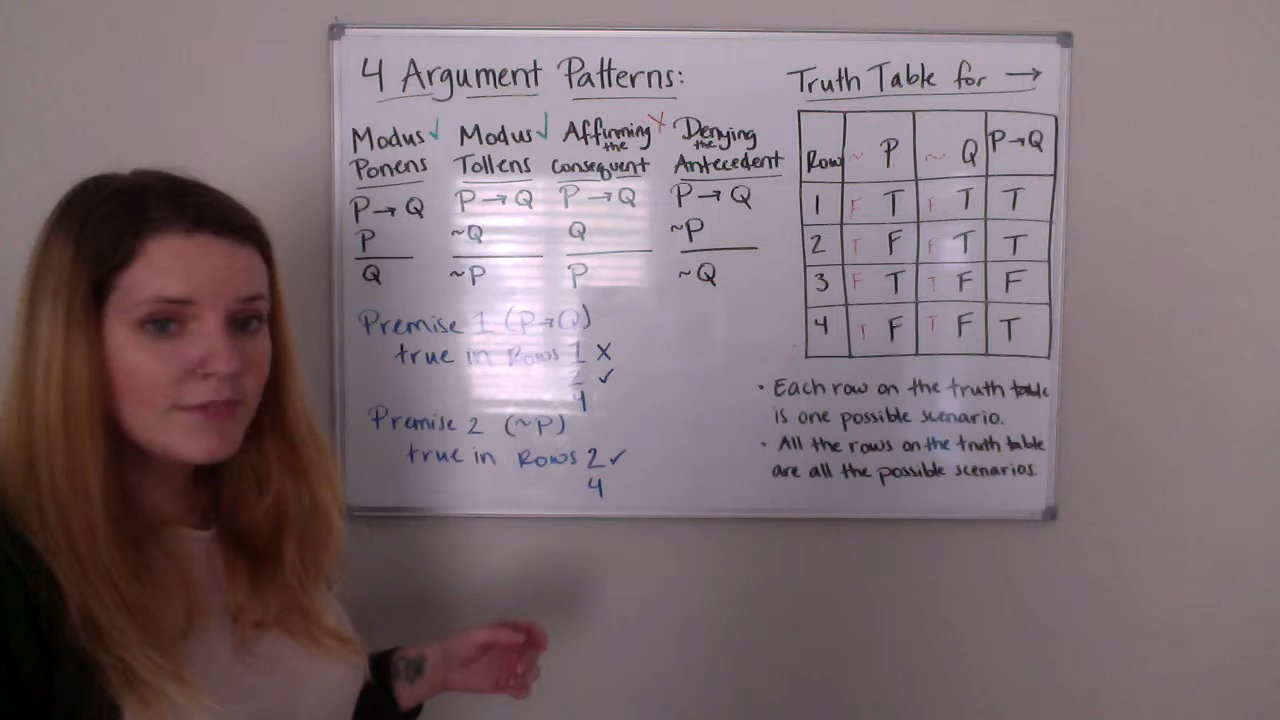 4 Argument Patterns:
Modus ✓
Ponens
P → Q
P
Q
Modus ✓
Tollens
P → Q
~Q
~P
Affirming X
the
Consequent
P → Q
Q
P
Denying
the
Antecedent
P → Q
~P
~Q
Premise 1 (P→Q)
true in Rows 1 X
2 ✓
4
Premise 2 (~P)
true in Rows 2 ✓
4
Truth Table for →
Row ~ P ~ Q P→Q
1 F T F T T
2 T F F T T
3 F T T F F
4 T F T F T
• Each row on the truth table
is one possible scenario.
• All the rows on the truth table
are all the possible scenarios